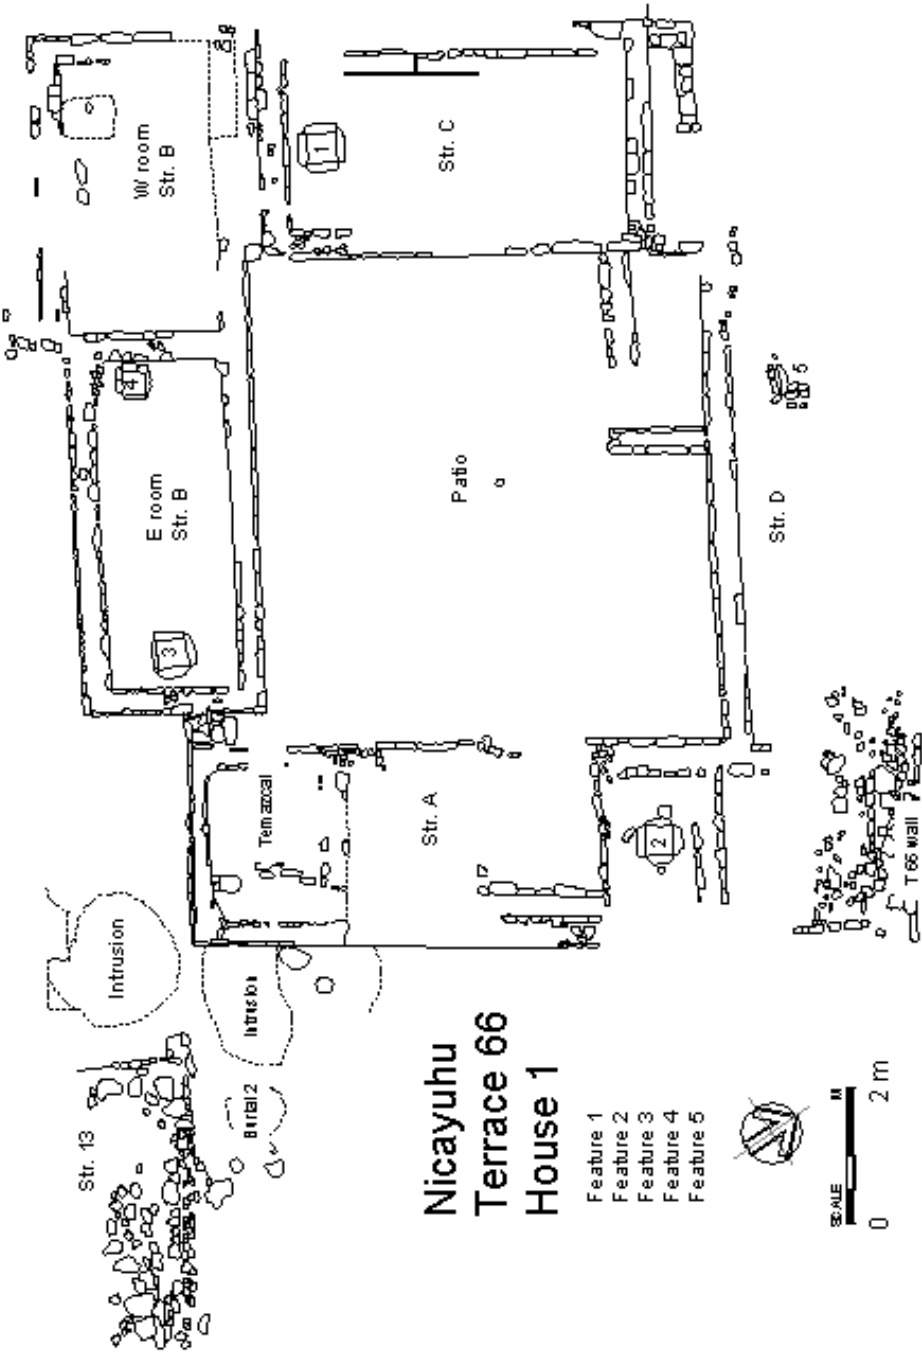 Str. 13
Intrusion
E room
Str. B
W room
Str. B
4
3
Intrusion
Burial 2
Temazcal
1
Str. A
Str. C
Patio
Nicayuhu
Terrace 66
House 1
Feature 1
Feature 2
Feature 3
Feature 4
Feature 5
2
Str. D
5
SCALE
M
0
2 m
T 66 wall